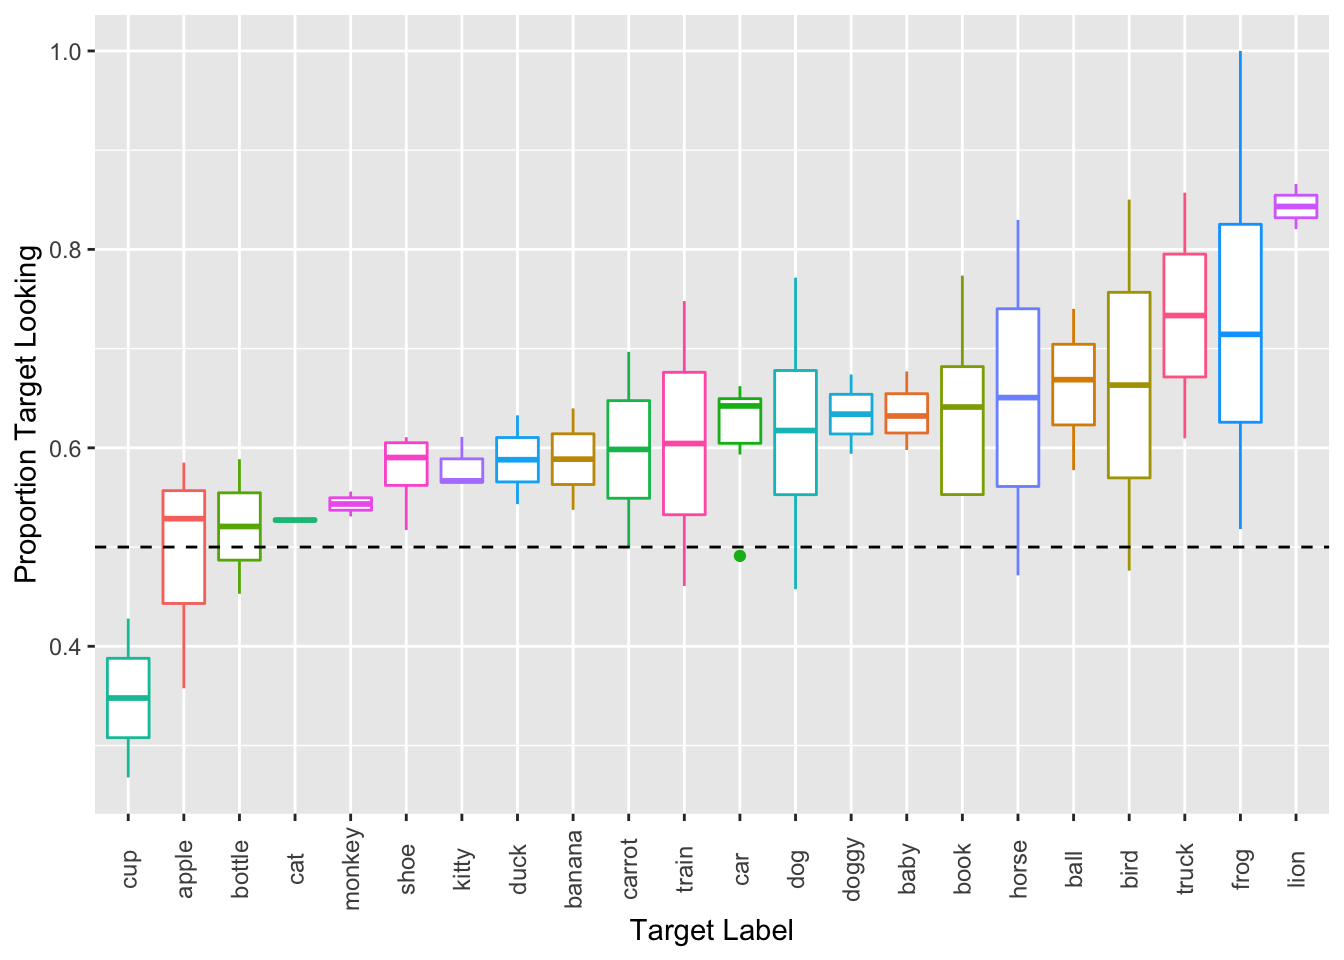 Proportion Target Looking
1.0
0.8
0.6
0.4
cup
apple
bottle
cat
monkey
shoe
kitty
duck
banana
carrot
train
car
dog
doggy
baby
book
horse
ball
bird
truck
frog
lion
Target Label